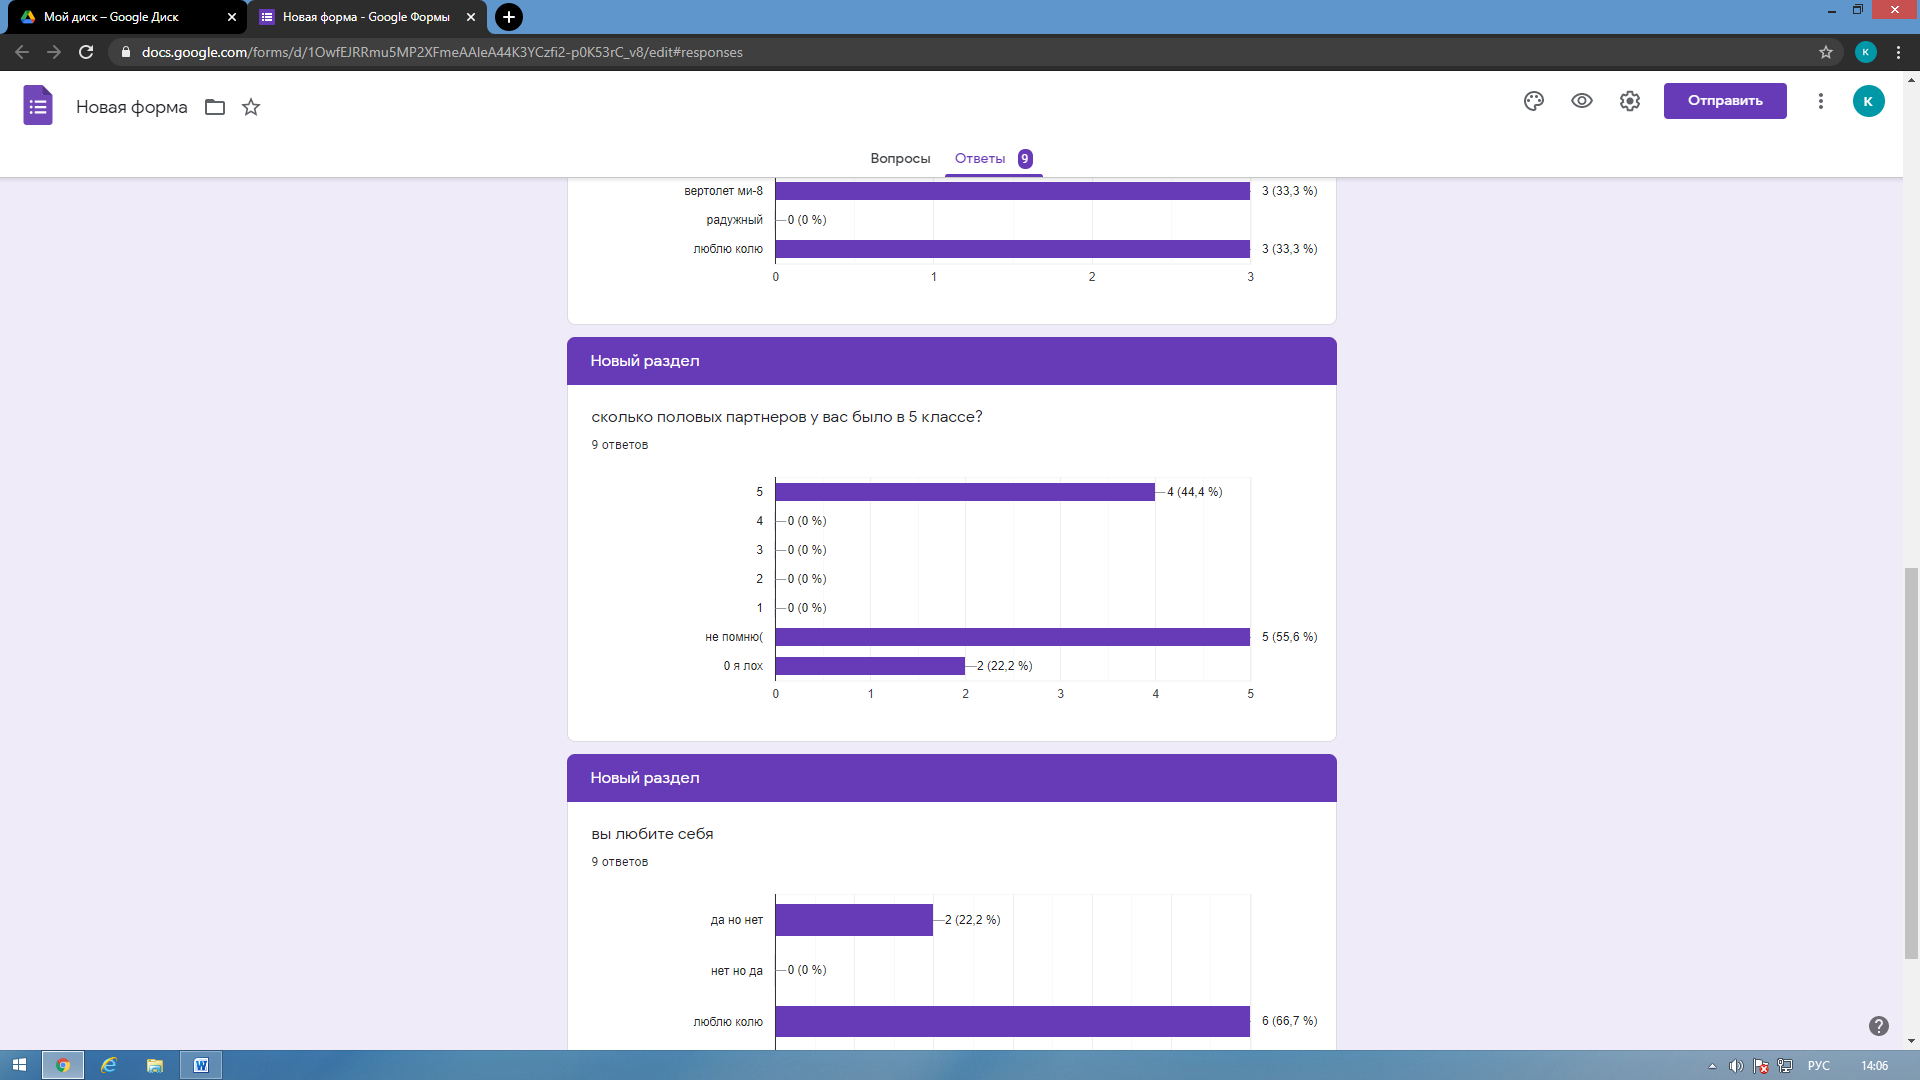 Мой диск – Google Диск
Новая форма - Google Формы
docs.google.com/forms/d/1OwfEJRRmu5MP2XFmeAAleA44K3YCzfi2-p0K53rC_v8/edit#responses
K
Новая форма
Отправить
K
Вопросы
Ответы 9
вертолет ми-8 3 (33,3 %)
радужный 0 (0 %)
люблю колю 3 (33,3 %)
0 1 2 3
Новый раздел
сколько половых партнеров у вас было в 5 классе?
9 ответов
5 4 (44,4 %)
4 0 (0 %)
3 0 (0 %)
2 0 (0 %)
1 0 (0 %)
не помню( 5 (55,6 %)
0 я лох 2 (22,2 %)
0 1 2 3 4 5
Новый раздел
вы любите себя
9 ответов
да но нет 2 (22,2 %)
нет но да 0 (0 %)
люблю колю 6 (66,7 %)
РУС 14:06